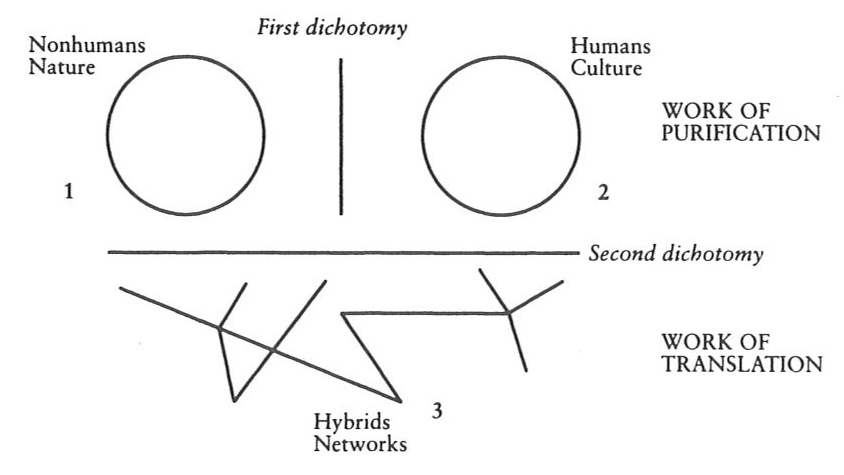 First dichotomy
Nonhumans
Nature
Humans
Culture
WORK OF
PURIFICATION
1
2
Second dichotomy
WORK OF
TRANSLATION
3
Hybrids
Networks